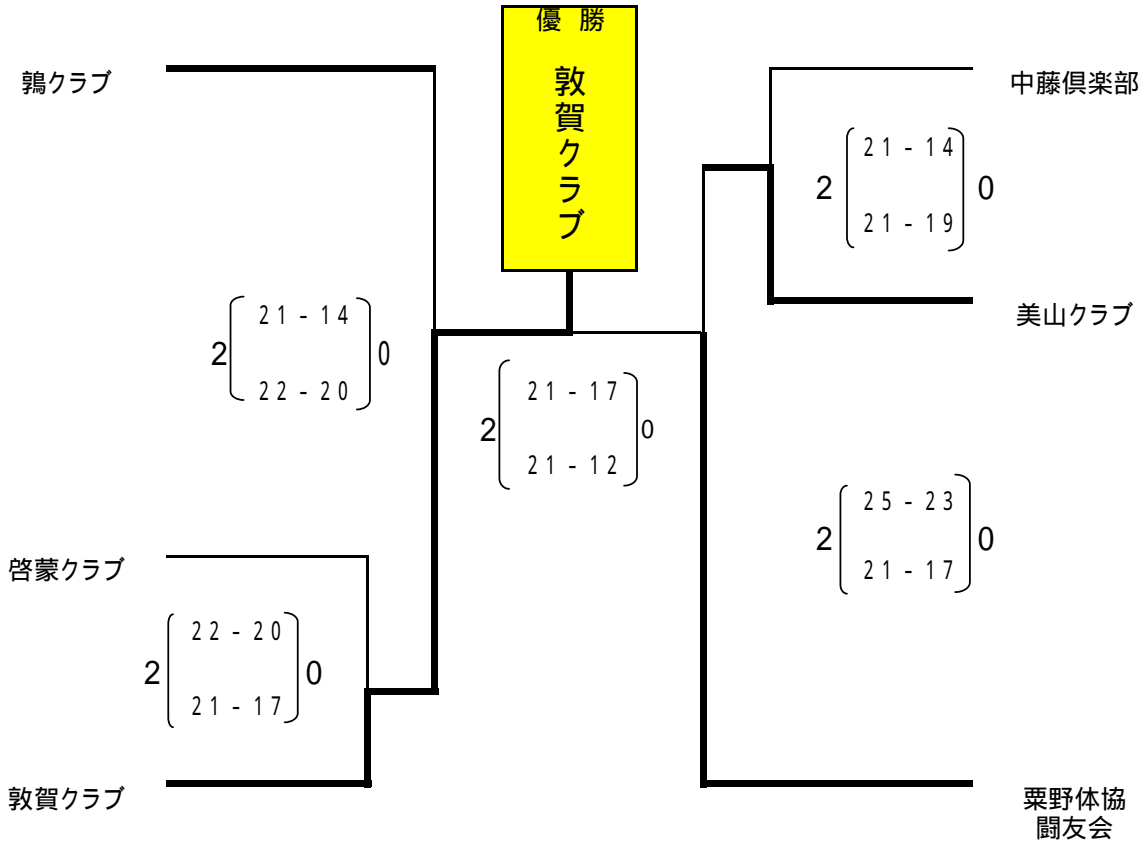 優 勝
敦賀クラブ
鶉クラブ
中藤倶楽部
2 21 - 14 0
21 - 19
美山クラブ
2 21 - 14 0
22 - 20
2 21 - 17 0
21 - 12
2 25 - 23 0
21 - 17
啓蒙クラブ
2 22 - 20 0
21 - 17
敦賀クラブ
粟野体協
闘友会